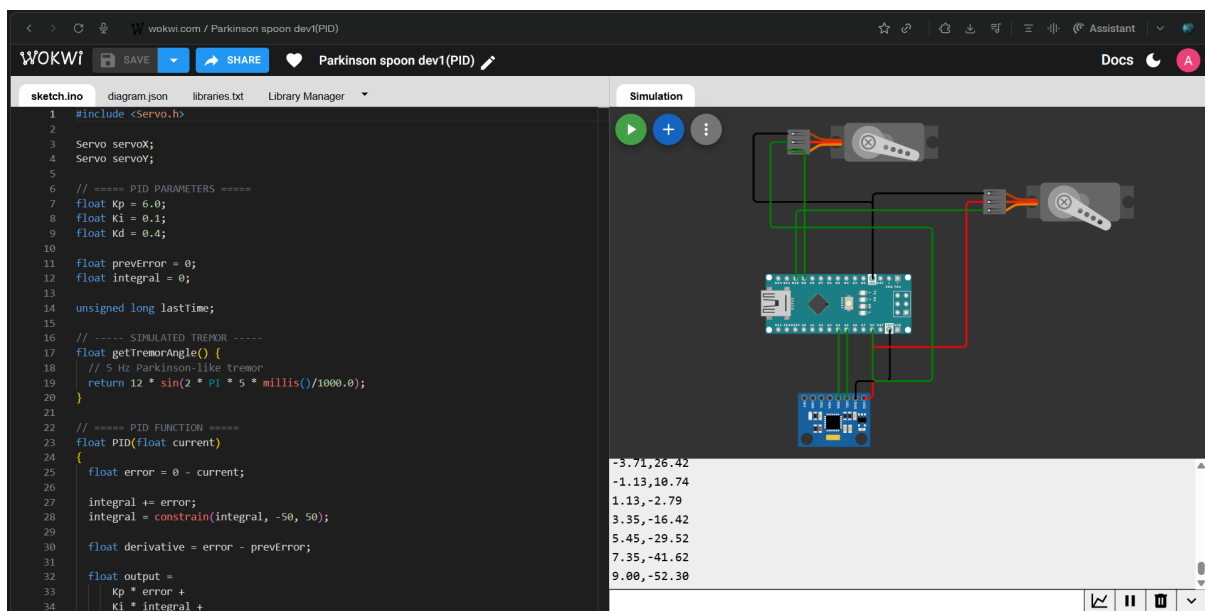 wokwi.com / Parkinson spoon dev1(PID)
Assistant
WOKWi
SAVE
SHARE
Parkinson spoon dev1(PID)
Docs
A
sketch.ino
diagram.json
libraries.txt
Library Manager
Simulation
1 #include <Servo.h>
2
3 Servo servoX;
4 Servo servoY;
5
6 // ===== PID PARAMETERS =====
7 float Kp = 6.0;
8 float Ki = 0.1;
9 float Kd = 0.4;
10
11 float prevError = 0;
12 float integral = 0;
13
14 unsigned long lastTime;
15
16 // ----- SIMULATED TREMOR -----
17 float getTremorAngle() {
18 // 5 Hz Parkinson-like tremor
19 return 12 * sin(2 * PI * 5 * millis()/1000.0);
20 }
21
22 // ===== PID FUNCTION =====
23 float PID(float current)
24 {
25 float error = 0 - current;
26
27 integral += error;
28 integral = constrain(integral, -50, 50);
29
30 float derivative = error - prevError;
31
32 float output =
33 Kp * error +
34 Ki * integral +
-3.71,26.42
-1.13,10.74
1.13,-2.79
3.35,-16.42
5.45,-29.52
7.35,-41.62
9.00,-52.30